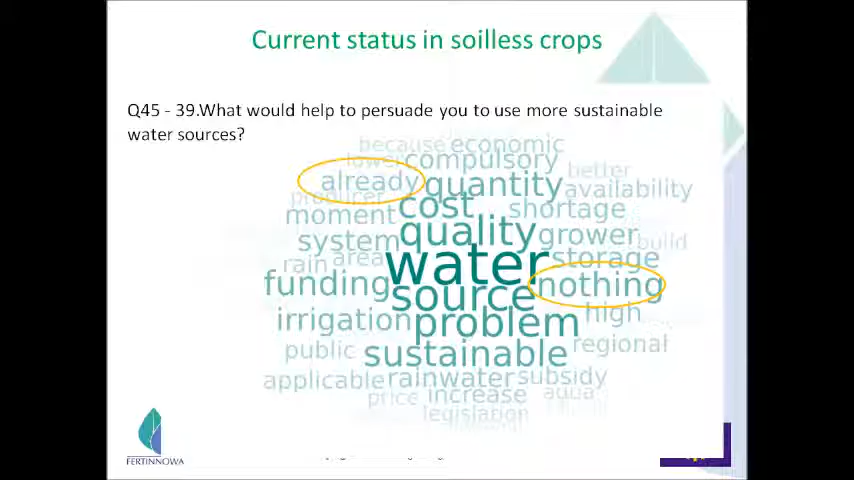 Current status in soilless crops
Q45 - 39.What would help to persuade you to use more sustainable
water sources?
because economic
lower compulsory
better
already quantity availability
producer
moment cost shortage
system quality grower build
rain area water storage
funding source nothing
irrigation problem high
public sustainable regional
applicable rainwater subsidy
price increase aqua
legislation
FERTINNOWA